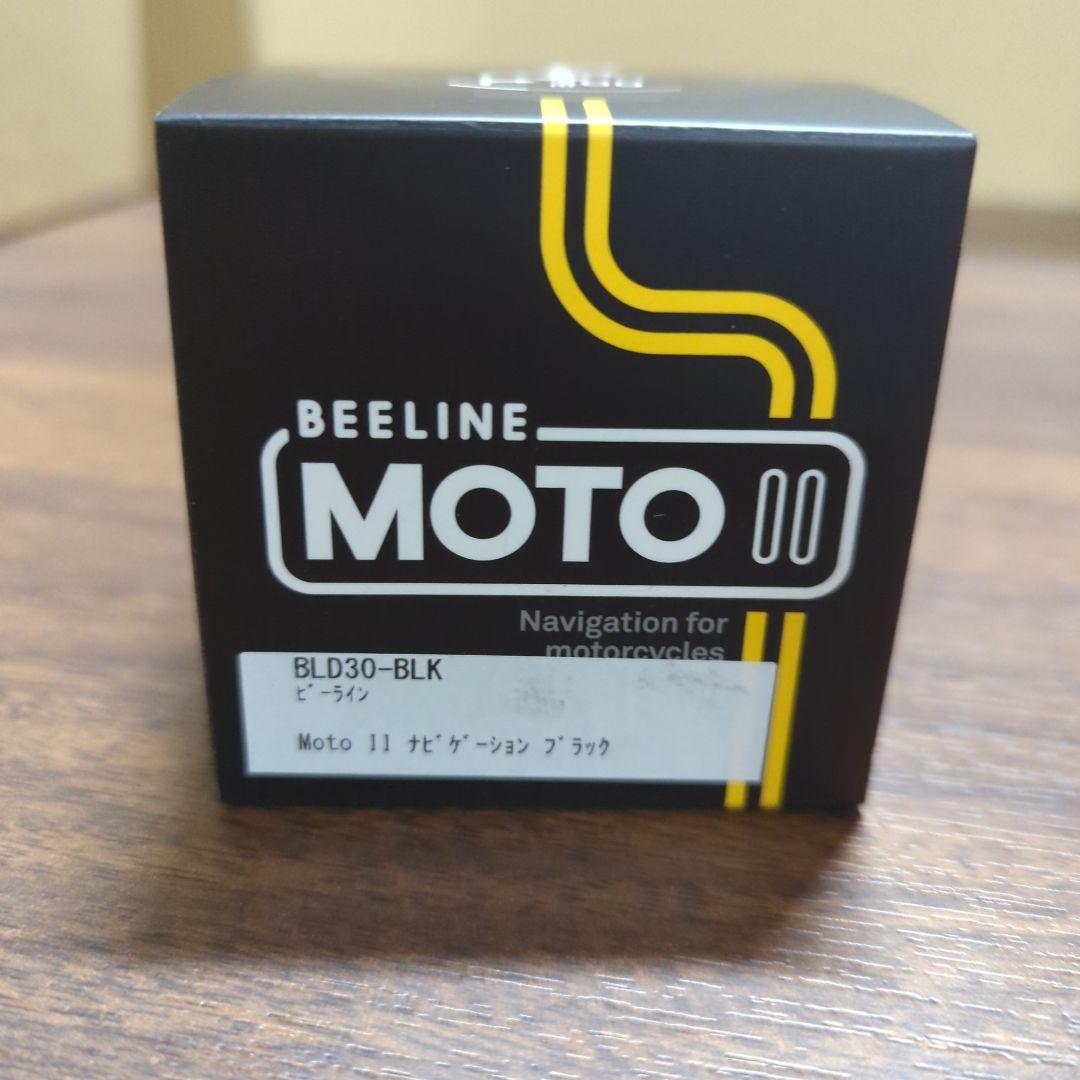 BEELINE
MOTO II
Navigation for
motorcycles
BLD30-BLK
ﾋﾞｰﾗｲﾝ
Moto II ﾅﾋﾞｹﾞｰｼｮﾝ ﾌﾞﾗｯｸ